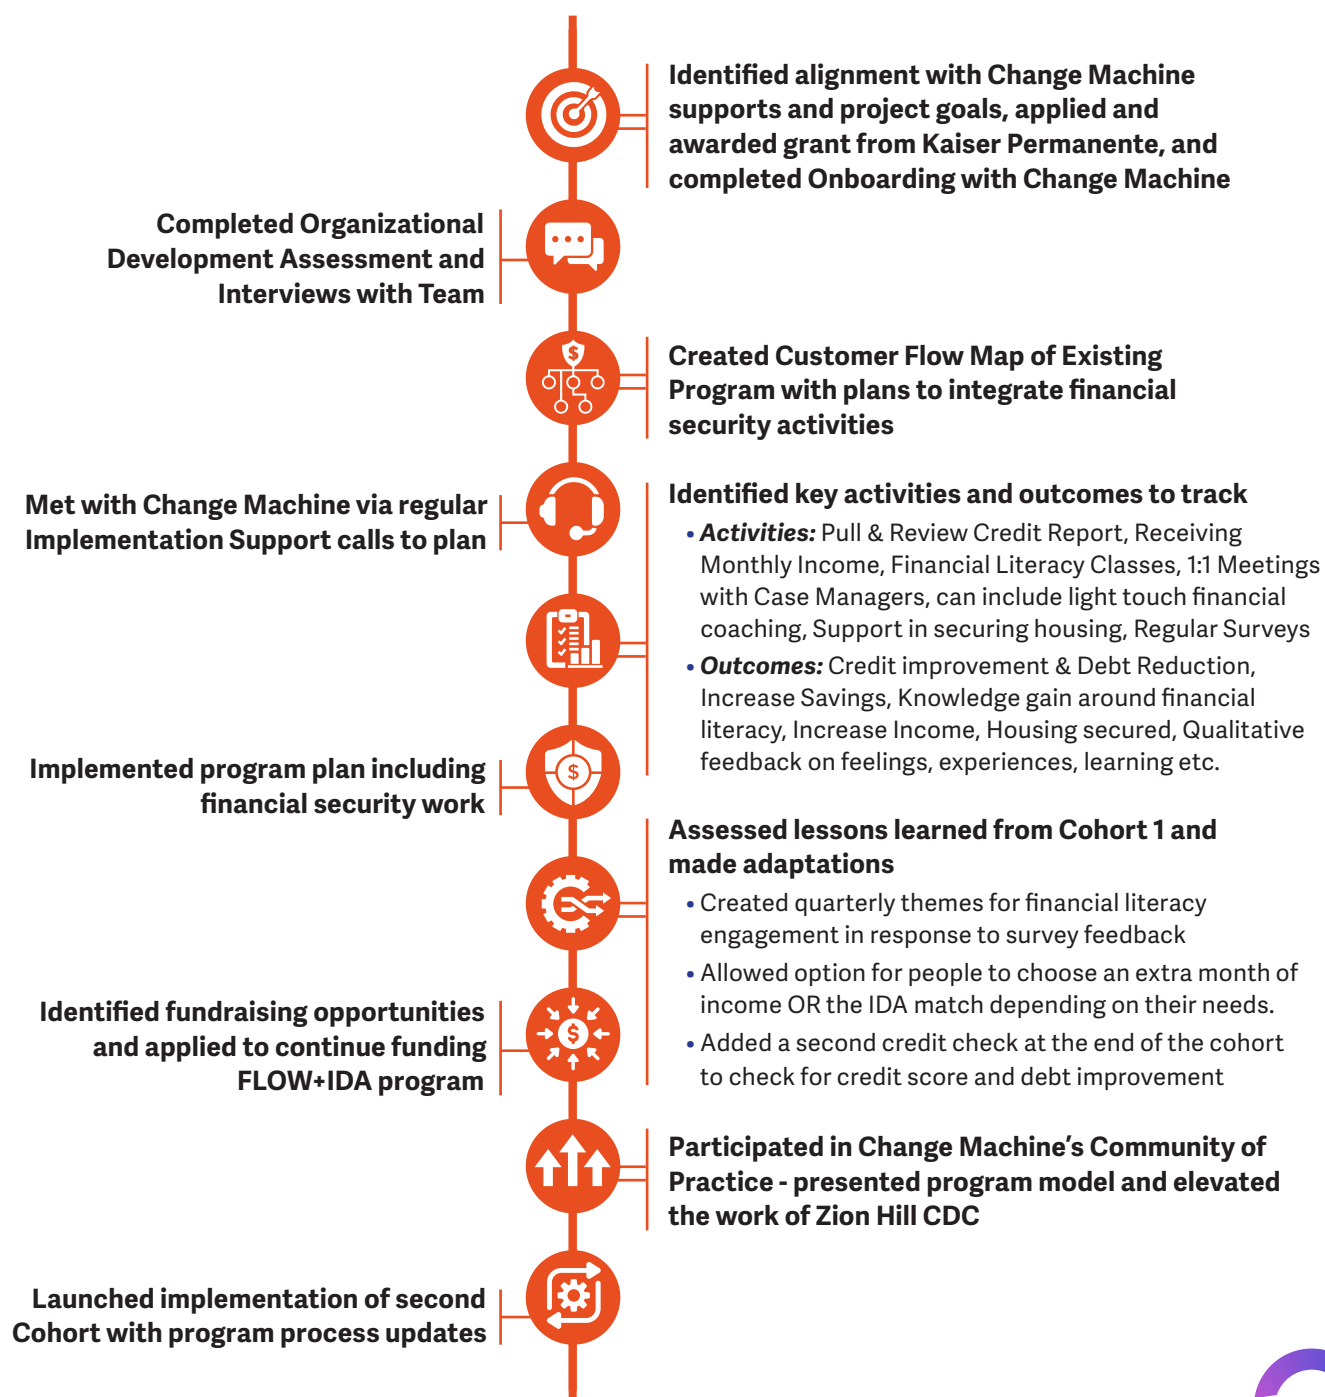 Identified alignment with Change Machine
supports and project goals, applied and
awarded grant from Kaiser Permanente, and
completed Onboarding with Change Machine
Completed Organizational
Development Assessment and
Interviews with Team
Created Customer Flow Map of Existing
Program with plans to integrate financial
security activities
Met with Change Machine via regular
Implementation Support calls to plan
Identified key activities and outcomes to track
• Activities: Pull & Review Credit Report, Receiving
Monthly Income, Financial Literacy Classes, 1:1 Meetings
with Case Managers, can include light touch financial
coaching, Support in securing housing, Regular Surveys
• Outcomes: Credit improvement & Debt Reduction,
Increase Savings, Knowledge gain around financial
literacy, Increase Income, Housing secured, Qualitative
feedback on feelings, experiences, learning etc.
Implemented program plan including
financial security work
Assessed lessons learned from Cohort 1 and
made adaptations
• Created quarterly themes for financial literacy
engagement in response to survey feedback
• Allowed option for people to choose an extra month of
income OR the IDA match depending on their needs.
• Added a second credit check at the end of the cohort
to check for credit score and debt improvement
Identified fundraising opportunities
and applied to continue funding
FLOW+IDA program
Participated in Change Machine’s Community of
Practice - presented program model and elevated
the work of Zion Hill CDC
Launched implementation of second
Cohort with program process updates